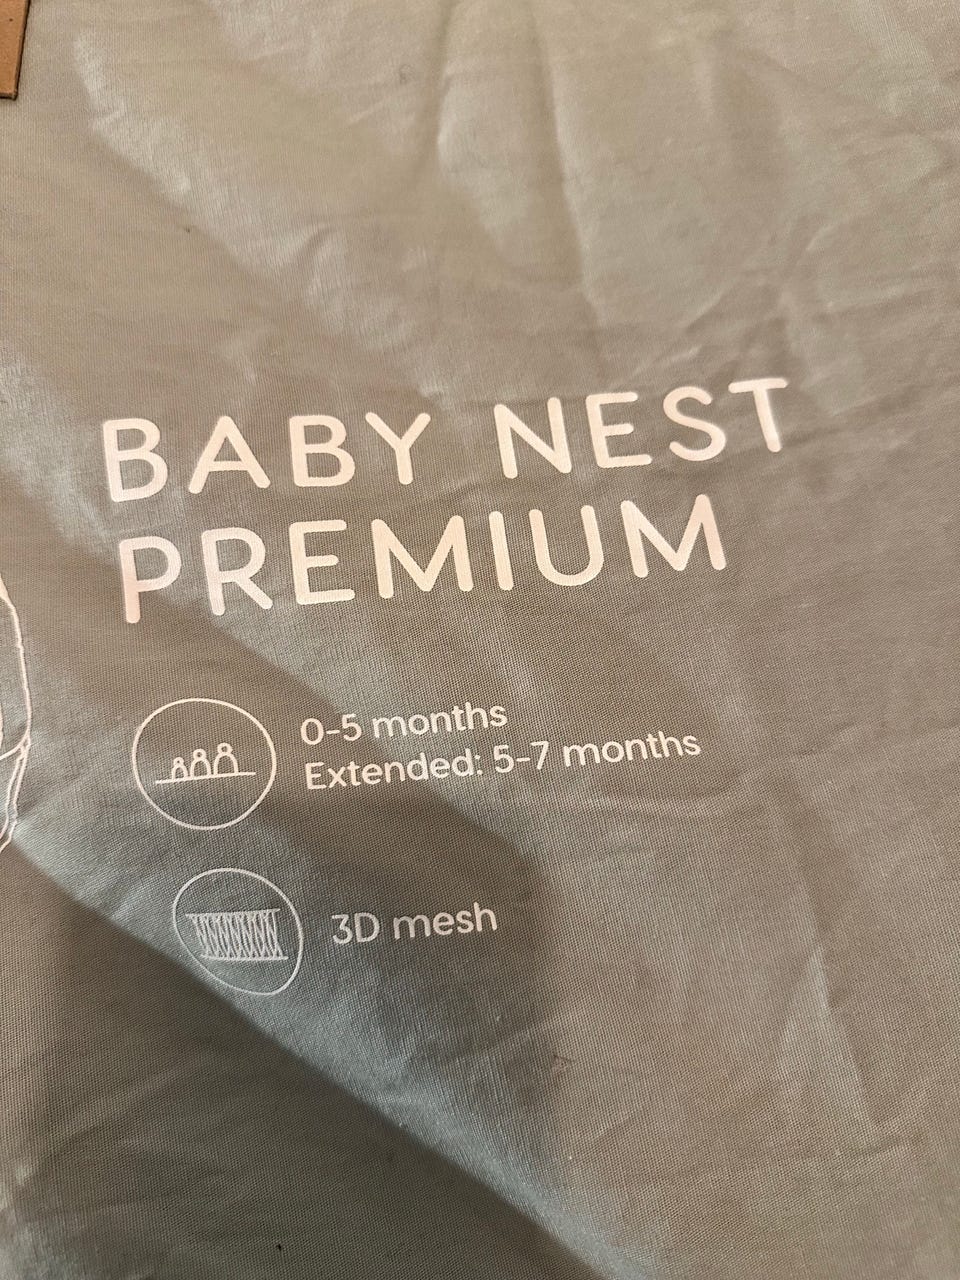 BABY NEST
PREMIUM
0-5 months
Extended: 5-7 months
3D mesh